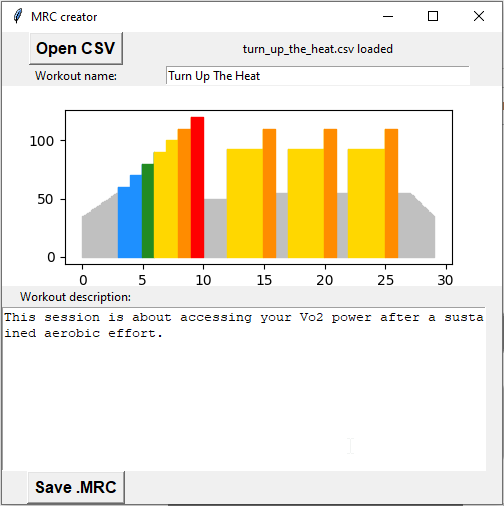 MRC creator
Open CSV
turn_up_the_heat.csv loaded
Workout name:
Turn Up The Heat
100
50
0
0 5 10 15 20 25 30
Workout description:
This session is about accessing your Vo2 power after a susta
ined aerobic effort.
Save .MRC